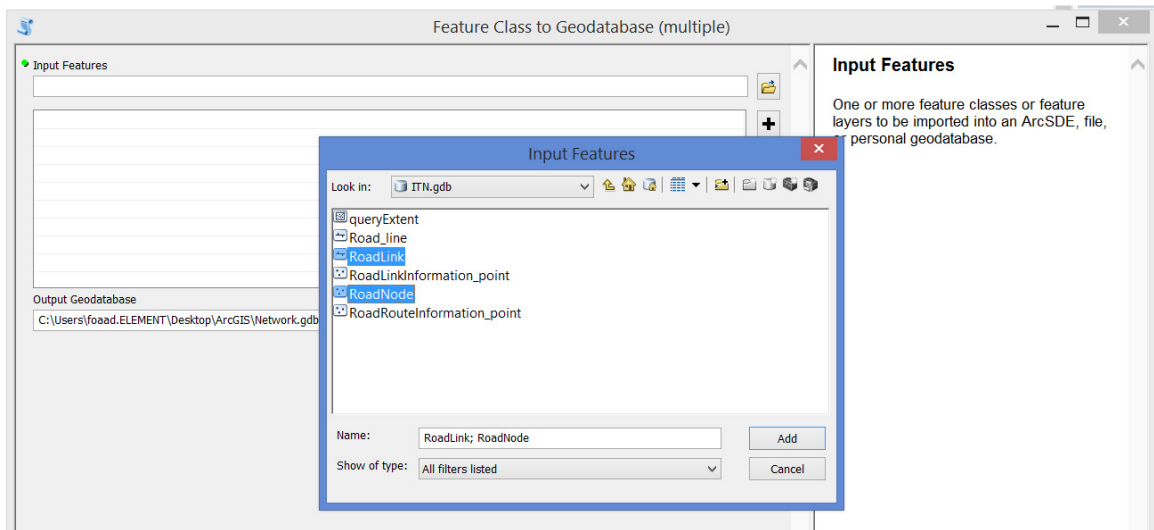 Feature Class to Geodatabase (multiple)
Input Features
Output Geodatabase
C:\Users\foaad.ELEMENT\Desktop\ArcGIS\Network.gdb
Input Features
Look in:
ITN.gdb
queryExtent
Road_line
RoadLink
RoadLinkInformation_point
RoadNode
RoadRouteInformation_point
Name:
RoadLink; RoadNode
Add
Show of type:
All filters listed
Cancel
Input Features
One or more feature classes or feature
layers to be imported into an ArcSDE, file,
or personal geodatabase.